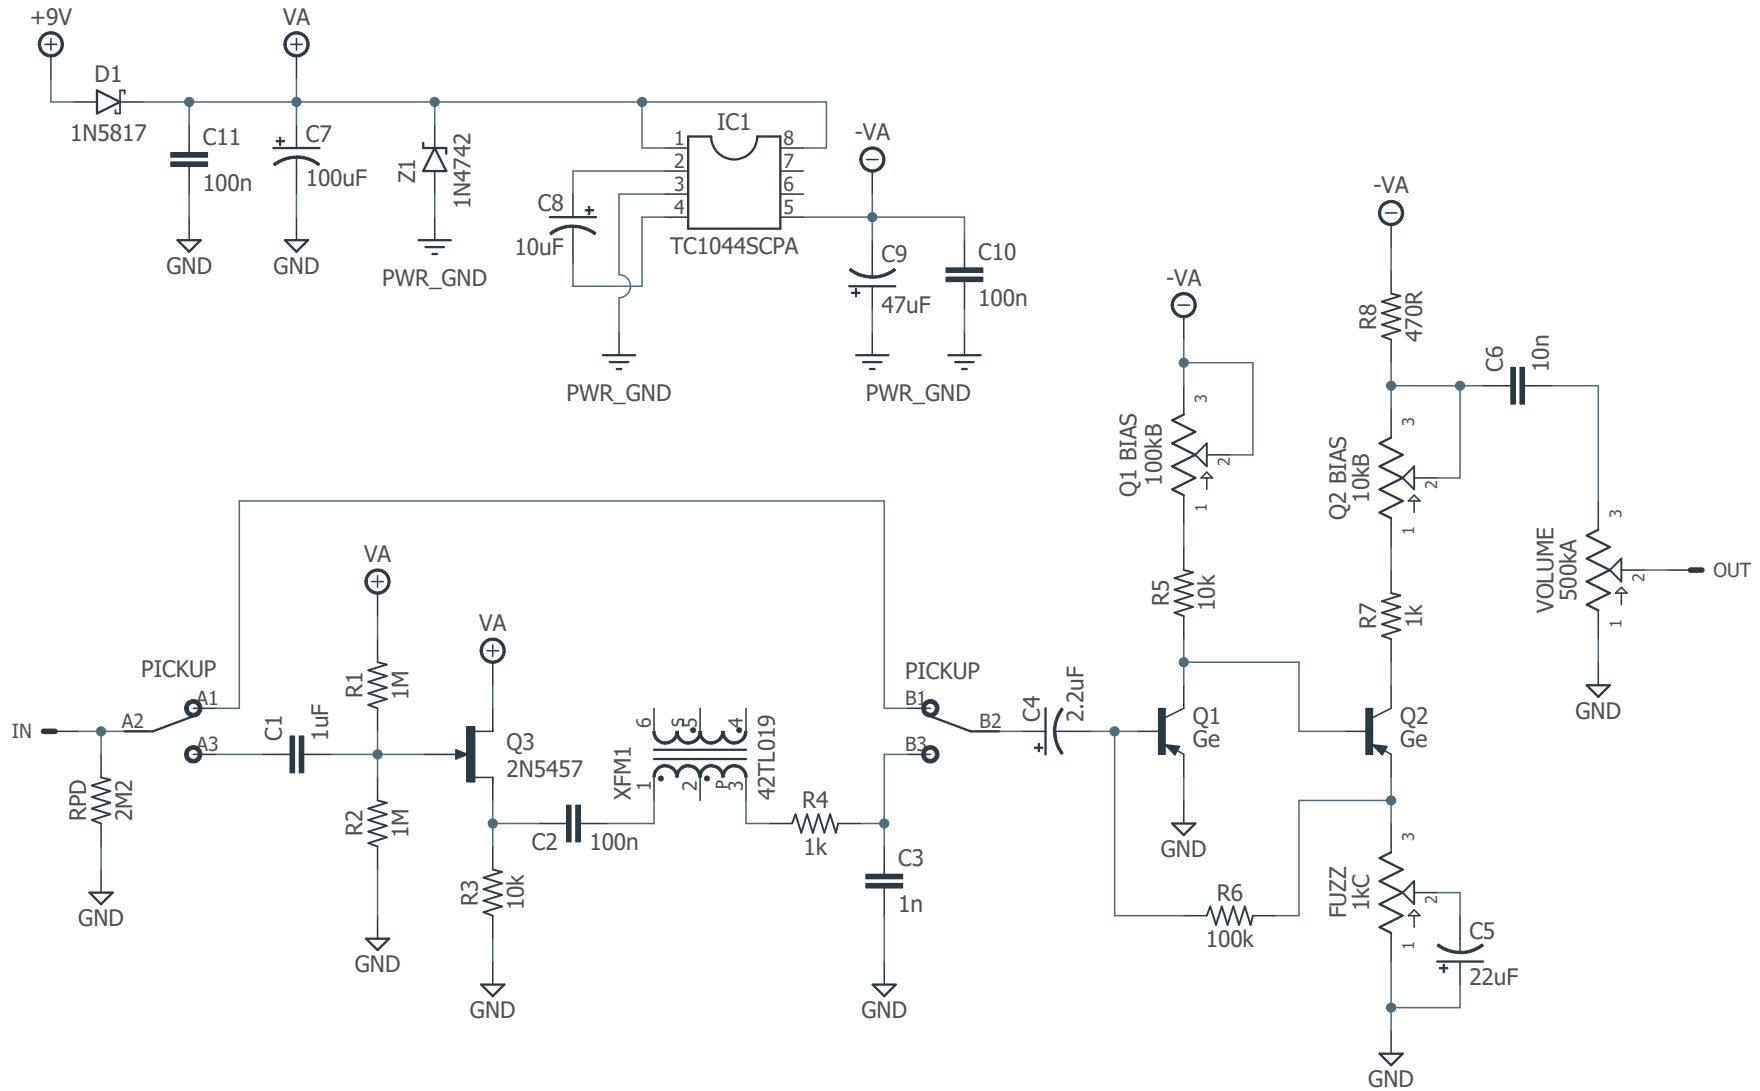 +9V
VA
D1
1N5817
C11
100n
GND
+
C7
100uF
GND
Z1
1N4742
PWR_GND
IC1
1
2
3
4
8
7
6
5
TC1044SCPA
C8
+
10uF
PWR_GND
-VA
C9
+
47uF
C10
100n
PWR_GND
-VA
R8
470R
C6
10n
-VA
Q1 BIAS
100kB
3
2
1
Q2 BIAS
10kB
3
2
1
R5
10k
R7
1k
VOLUME
500kA
3
2
1
OUT
GND
IN
RPD
2M2
GND
PICKUP
A1
A2
A3
C1
1uF
VA
R1
1M
R2
1M
GND
VA
Q3
2N5457
R3
10k
GND
C2
100n
XFM1
42TL019
6
S
5
4
1
2
P
3
R4
1k
C3
1n
GND
PICKUP
B1
B2
B3
C4
+
2.2uF
Q1
Ge
GND
Q2
Ge
R6
100k
FUZZ
1kC
3
2
1
C5
+
22uF
GND